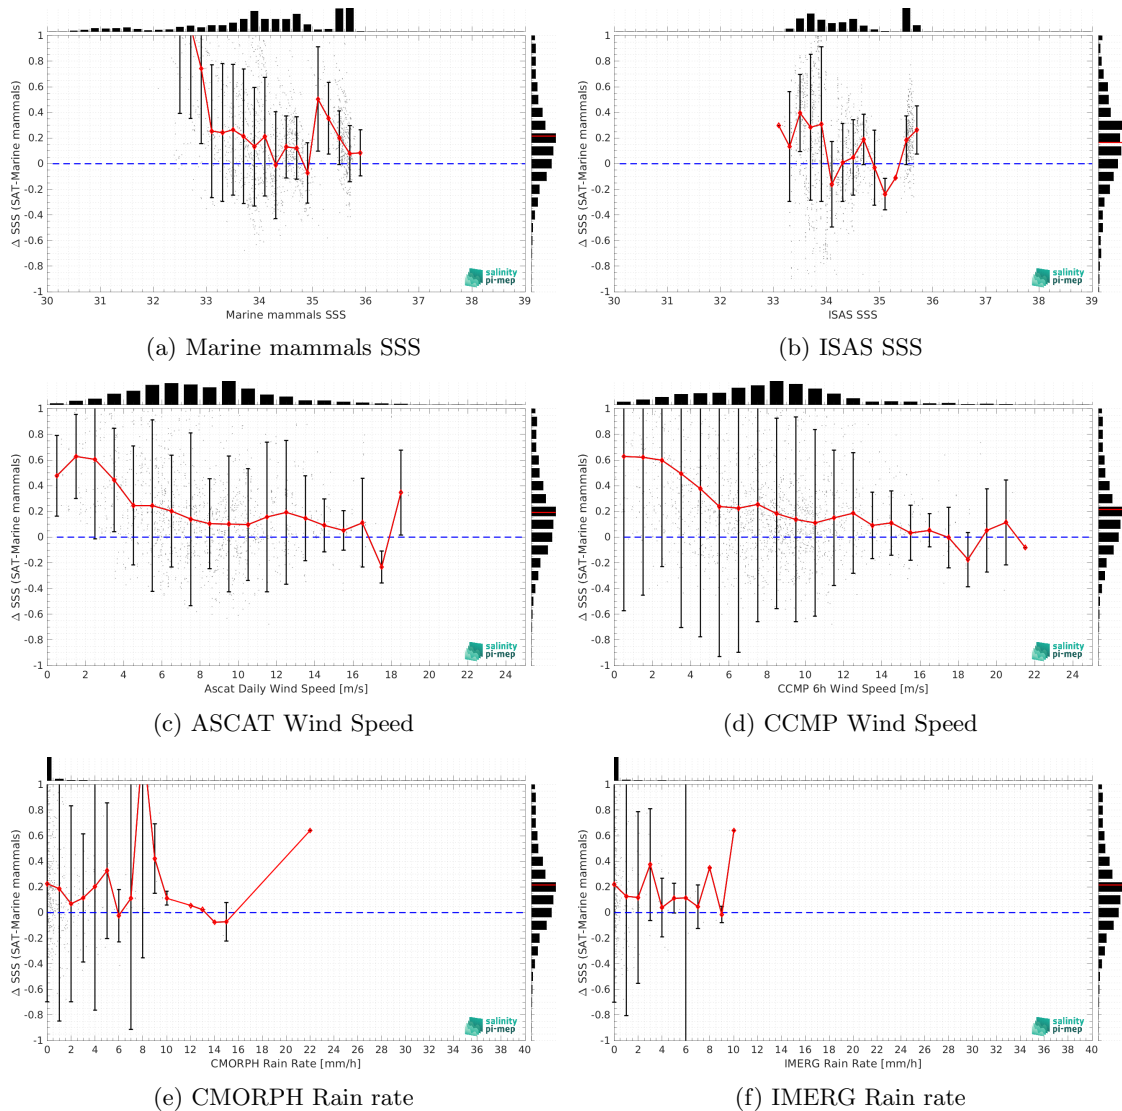 1
0.8
0.6
0.4
0.2
0
-0.2
-0.4
-0.6
-0.8
-1
Δ SSS (SAT-Marine mammals)
salinity
pi-mep
30 31 32 33 34 35 36 37 38 39
Marine mammals SSS
(a) Marine mammals SSS
1
0.8
0.6
0.4
0.2
0
-0.2
-0.4
-0.6
-0.8
-1
Δ SSS (SAT-Marine mammals)
salinity
pi-mep
30 31 32 33 34 35 36 37 38 39
ISAS SSS
(b) ISAS SSS
1
0.8
0.6
0.4
0.2
0
-0.2
-0.4
-0.6
-0.8
-1
Δ SSS (SAT-Marine mammals)
salinity
pi-mep
0 2 4 6 8 10 12 14 16 18 20 22 24
Ascat Daily Wind Speed [m/s]
(c) ASCAT Wind Speed
1
0.8
0.6
0.4
0.2
0
-0.2
-0.4
-0.6
-0.8
-1
Δ SSS (SAT-Marine mammals)
salinity
pi-mep
0 2 4 6 8 10 12 14 16 18 20 22 24
CCMP 6h Wind Speed [m/s]
(d) CCMP Wind Speed
1
0.8
0.6
0.4
0.2
0
-0.2
-0.4
-0.6
-0.8
-1
Δ SSS (SAT-Marine mammals)
salinity
pi-mep
0 2 4 6 8 10 12 14 16 18 20 22 24 26 28 30 32 34 36 38 40
CMORPH Rain Rate [mm/h]
(e) CMORPH Rain rate
1
0.8
0.6
0.4
0.2
0
-0.2
-0.4
-0.6
-0.8
-1
Δ SSS (SAT-Marine mammals)
salinity
pi-mep
0 2 4 6 8 10 12 14 16 18 20 22 24 26 28 30 32 34 36 38 40
IMERG Rain Rate [mm/h]
(f) IMERG Rain rate